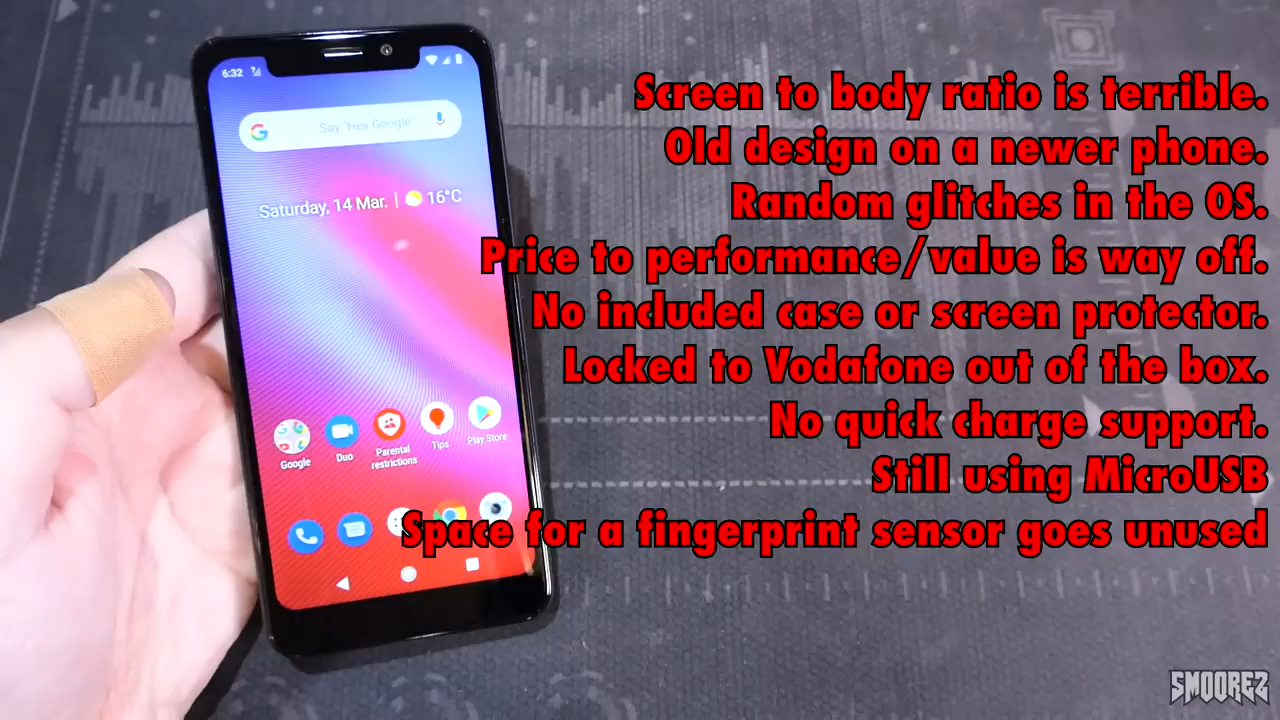 6:32
Say "Hey Google"
Saturday, 14 Mar. | 16°C
Google
Duo
Parental restrictions
Tips
Play Store
Screen to body ratio is terrible.
Old design on a newer phone.
Random glitches in the OS.
Price to performance/value is way off.
No included case or screen protector.
Locked to Vodafone out of the box.
No quick charge support.
Still using MicroUSB
Space for a fingerprint sensor goes unused
SMOOREZ